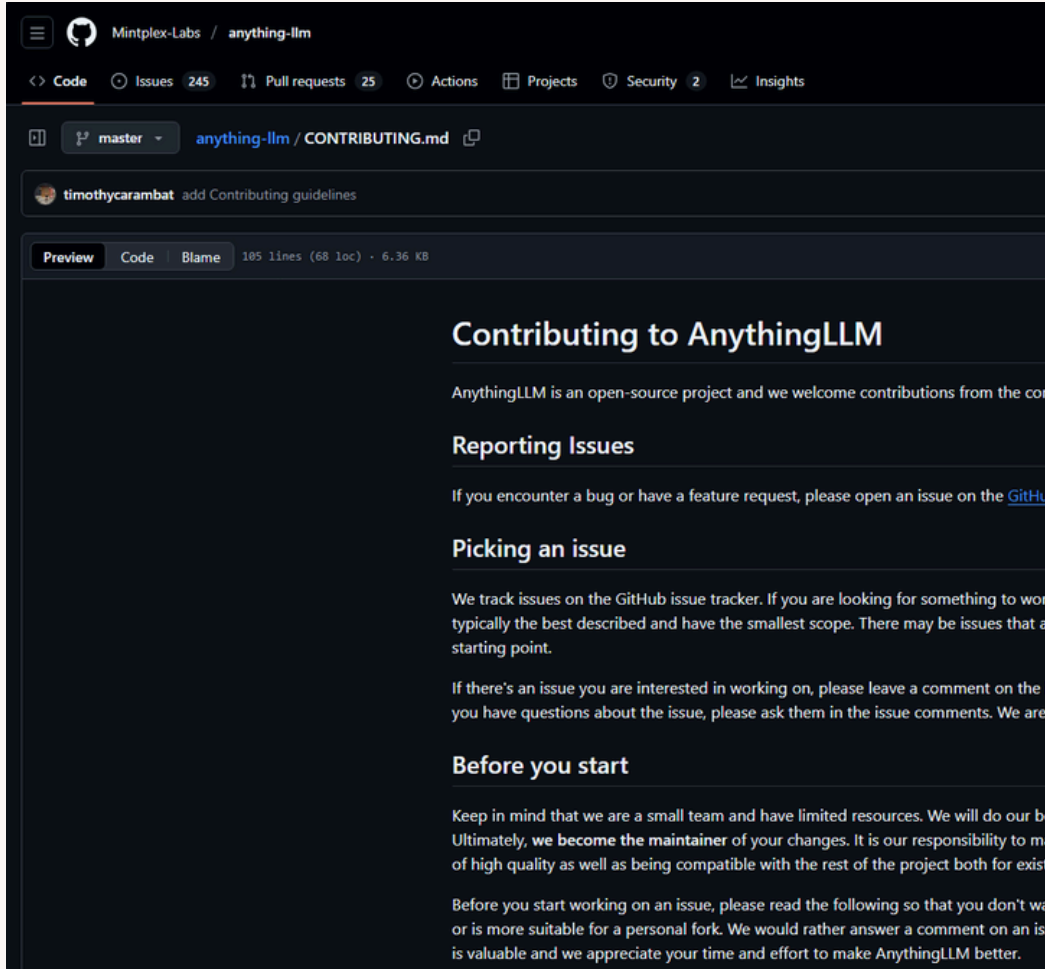 Mintplex-Labs / anything-llm
Code Issues 245 Pull requests 25 Actions Projects Security 2 Insights
master anything-llm / CONTRIBUTING.md
timothycarambat add Contributing guidelines
Preview Code Blame 105 lines (68 loc) · 6.36 KB
Contributing to AnythingLLM
AnythingLLM is an open-source project and we welcome contributions from the
Reporting Issues
If you encounter a bug or have a feature request, please open an issue on the
Picking an issue
We track issues on the GitHub issue tracker. If you are looking for something to
typically the best described and have the smallest scope. There may be issues that
starting point.
If there's an issue you are interested in working on, please leave a comment on the
you have questions about the issue, please ask them in the issue comments. We are
Before you start
Keep in mind that we are a small team and have limited resources. We will do our
Ultimately, we become the maintainer of your changes. It is our responsibility to
of high quality as well as being compatible with the rest of the project both for
Before you start working on an issue, please read the following so that you don't
or is more suitable for a personal fork. We would rather answer a comment on an
is valuable and we appreciate your time and effort to make AnythingLLM better.